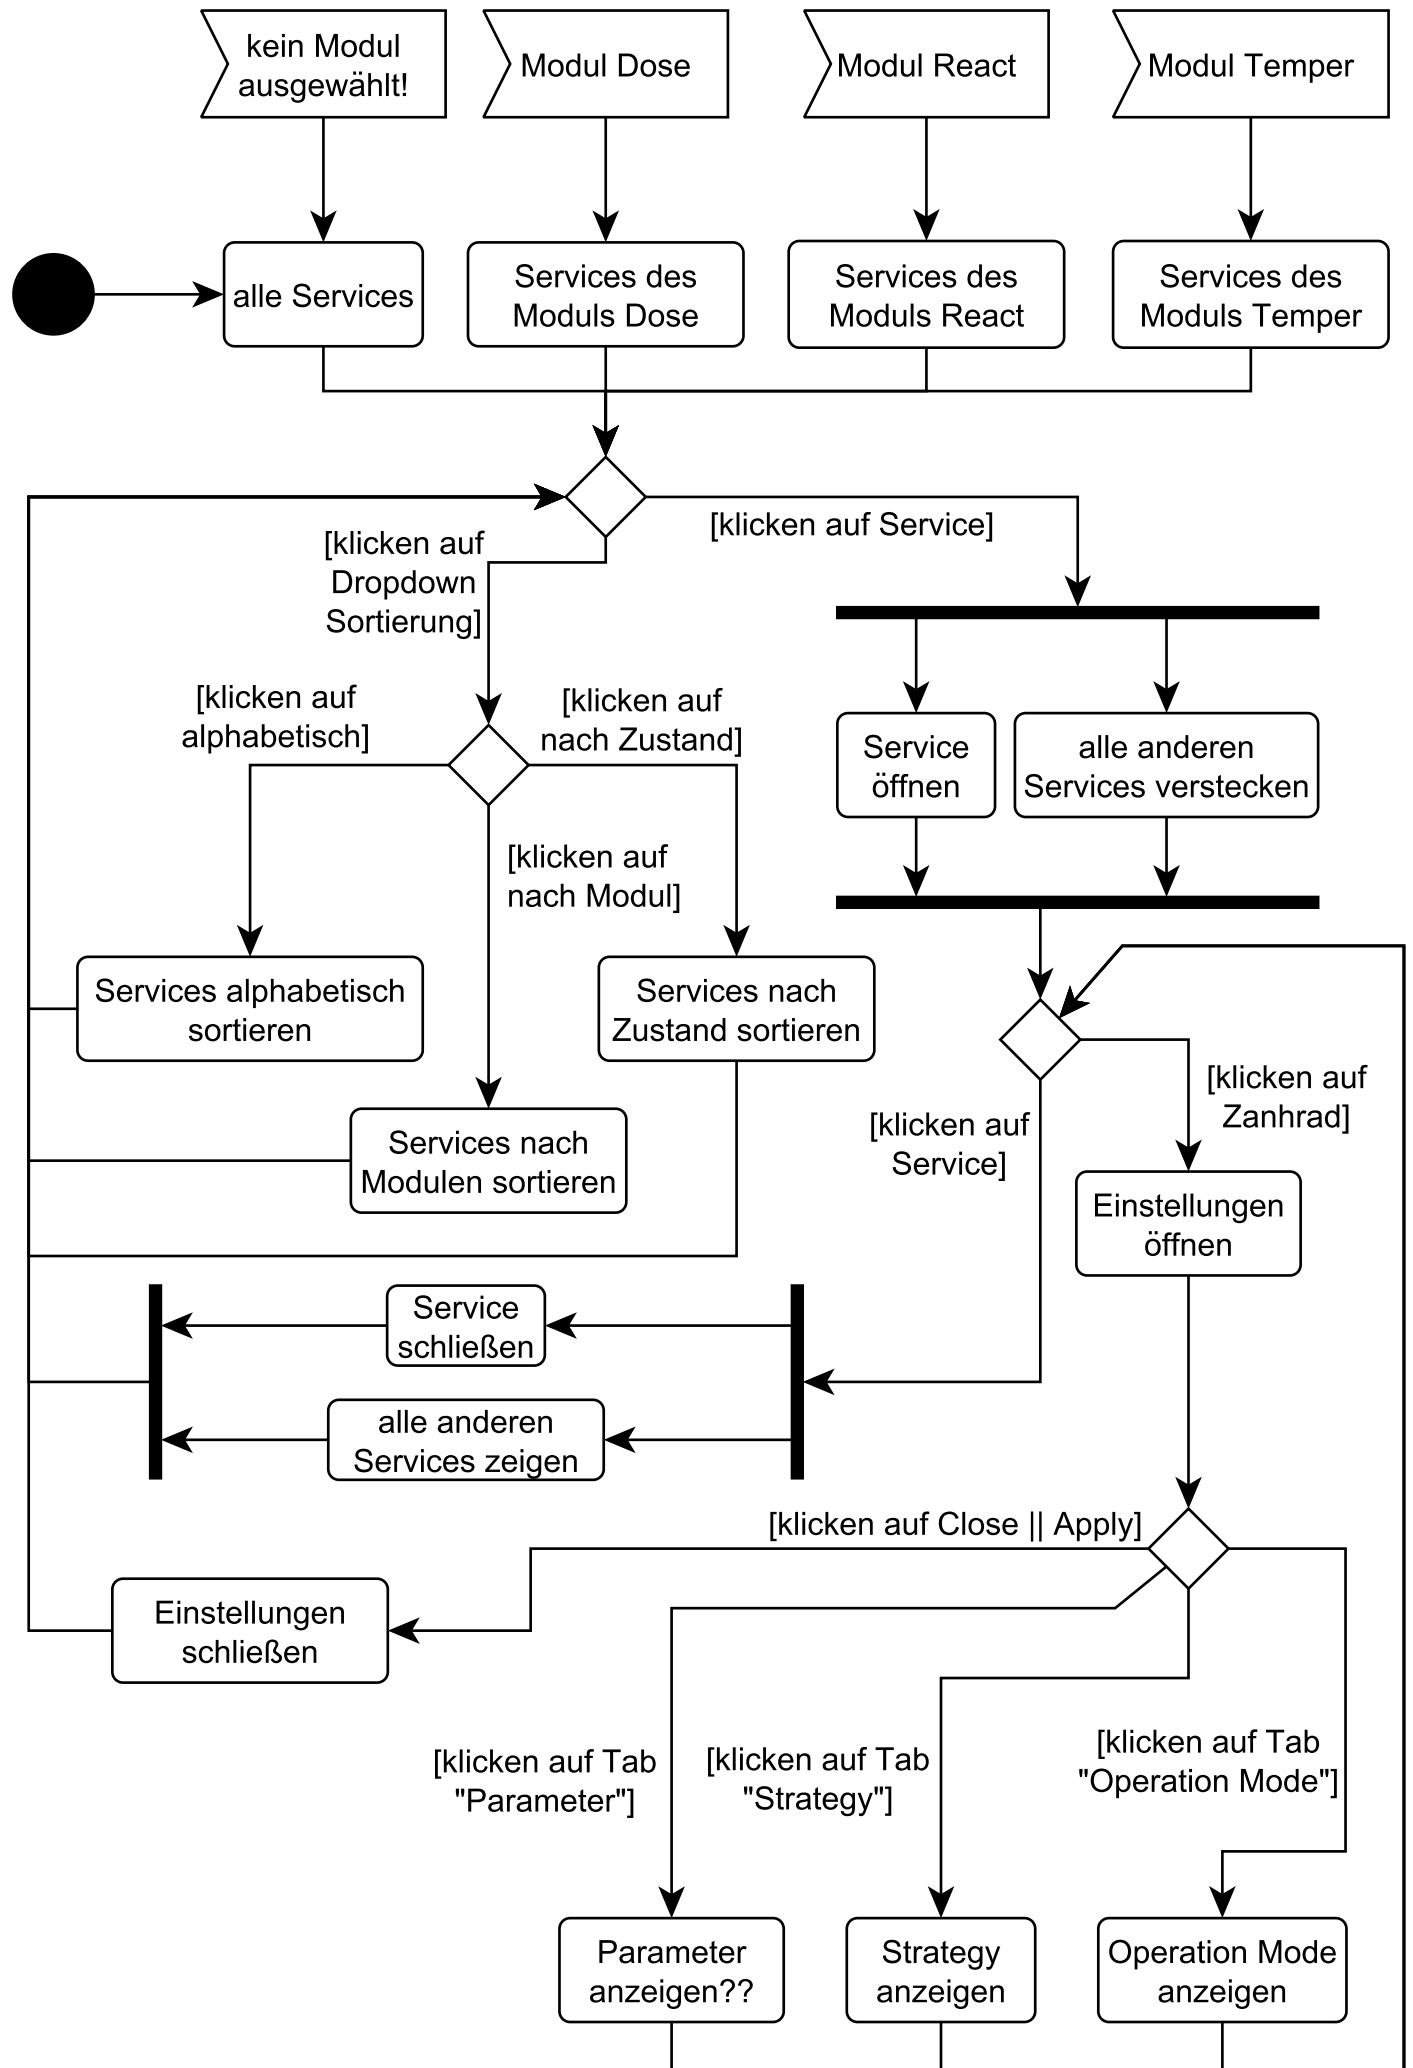 kein Modul
ausgewählt!
Modul Dose
Modul React
Modul Temper
alle Services
Services des
Moduls Dose
Services des
Moduls React
Services des
Moduls Temper
[klicken auf
Dropdown
Sortierung]
[klicken auf Service]
[klicken auf
alphabetisch]
[klicken auf
nach Zustand]
Service
öffnen
alle anderen
Services verstecken
[klicken auf
nach Modul]
Services alphabetisch
sortieren
Services nach
Zustand sortieren
[klicken auf
Zanhrad]
[klicken auf
Service]
Services nach
Modulen sortieren
Einstellungen
öffnen
Service
schließen
alle anderen
Services zeigen
[klicken auf Close || Apply]
Einstellungen
schließen
[klicken auf Tab
"Parameter"]
[klicken auf Tab
"Strategy"]
[klicken auf Tab
"Operation Mode"]
Parameter
anzeigen??
Strategy
anzeigen
Operation Mode
anzeigen